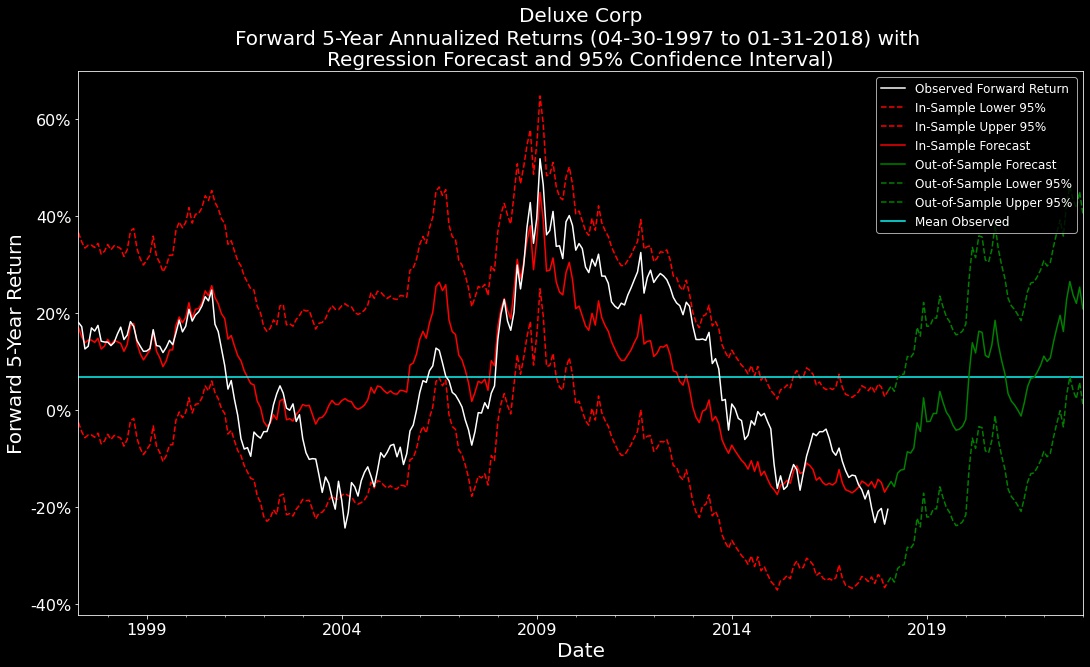 Deluxe Corp
Forward 5-Year Annualized Returns (04-30-1997 to 01-31-2018) with
Regression Forecast and 95% Confidence Interval)
Observed Forward Return
In-Sample Lower 95%
In-Sample Upper 95%
In-Sample Forecast
Out-of-Sample Forecast
Out-of-Sample Lower 95%
Out-of-Sample Upper 95%
Mean Observed
Forward 5-Year Return
60%
40%
20%
0%
-20%
-40%
1999
2004
2009
2014
2019
Date